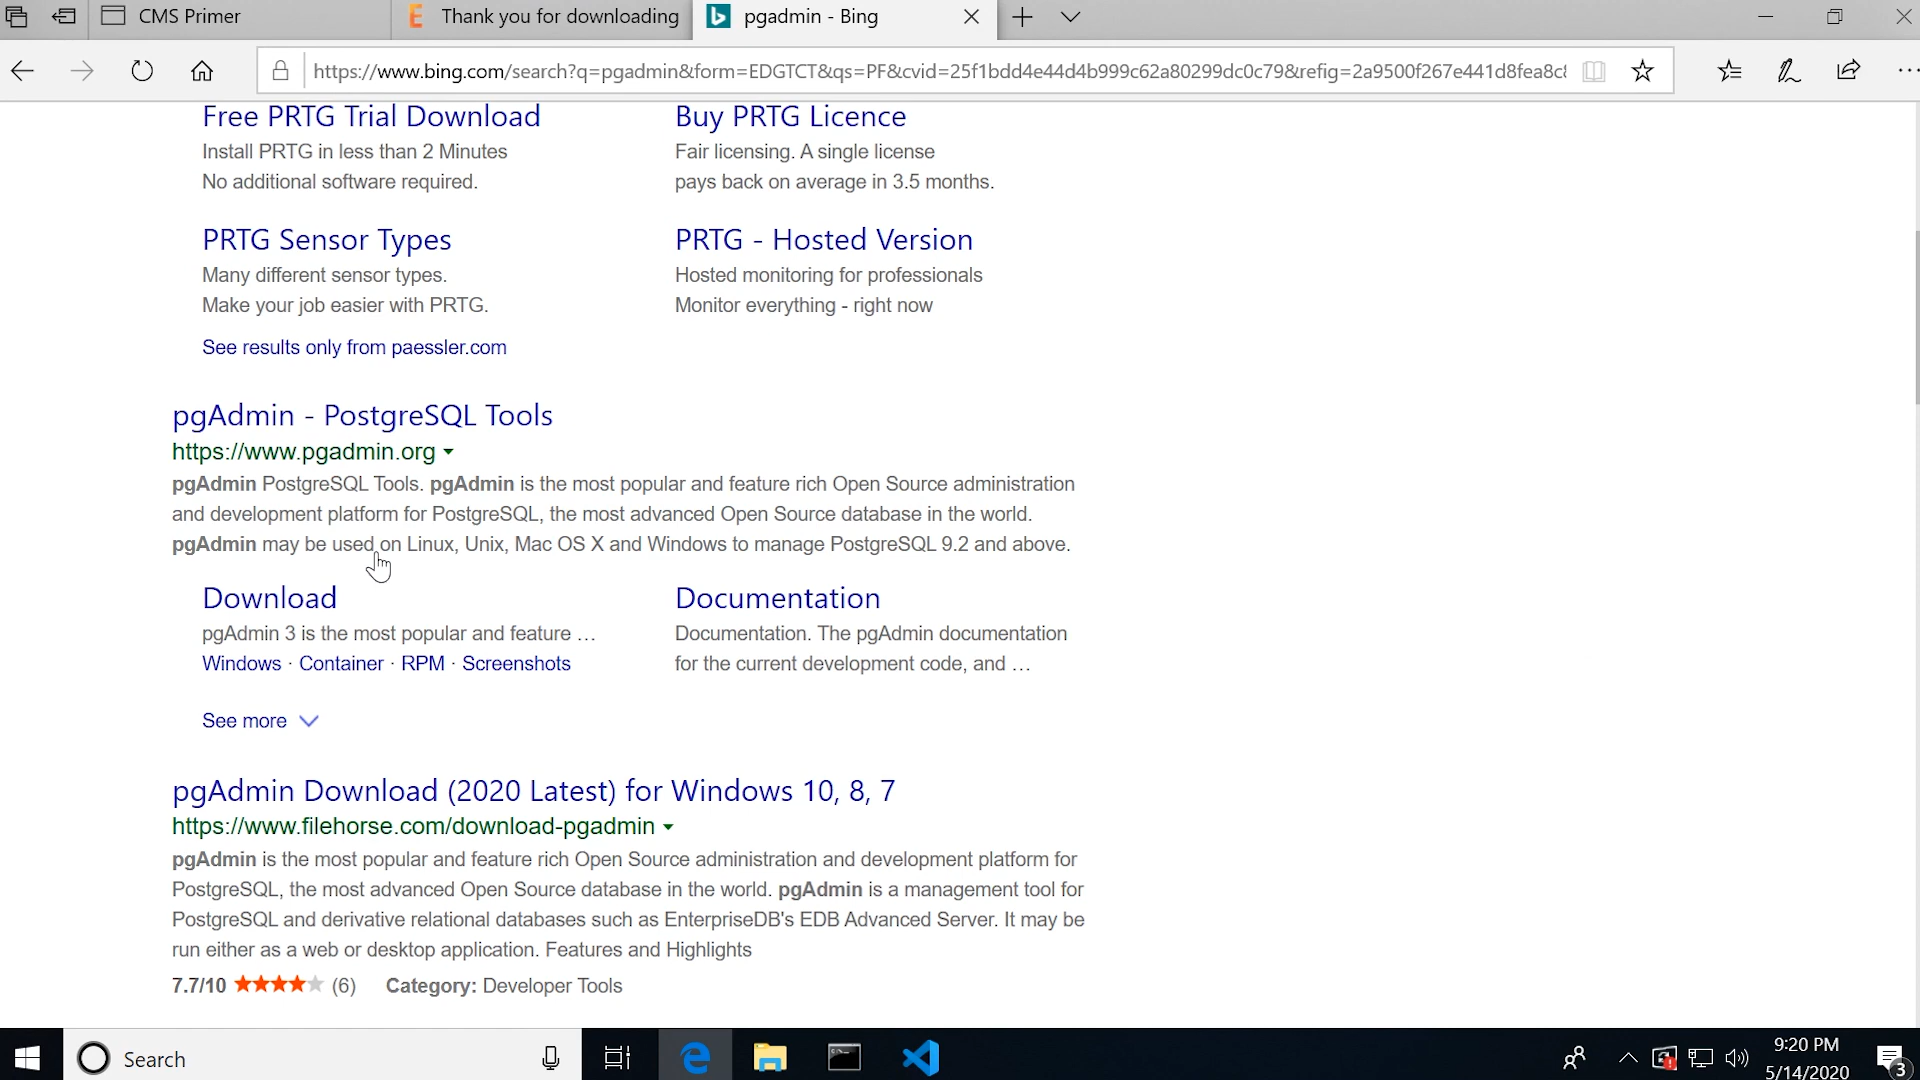 CMS Primer
Thank you for downloading
pgadmin - Bing
https://www.bing.com/search?q=pgadmin&form=EDGTCT&qs=PF&cvid=25f1bdd4e44d4b999c62a80299dc0c79&refig=2a9500f267e441d8fea8c
Free PRTG Trial Download
Install PRTG in less than 2 Minutes
No additional software required.
Buy PRTG Licence
Fair licensing. A single license
pays back on average in 3.5 months.
PRTG Sensor Types
Many different sensor types.
Make your job easier with PRTG.
PRTG - Hosted Version
Hosted monitoring for professionals
Monitor everything - right now
See results only from paessler.com
pgAdmin - PostgreSQL Tools
https://www.pgadmin.org
pgAdmin PostgreSQL Tools. pgAdmin is the most popular and feature rich Open Source administration
and development platform for PostgreSQL, the most advanced Open Source database in the world.
pgAdmin may be used on Linux, Unix, Mac OS X and Windows to manage PostgreSQL 9.2 and above.
Download
pgAdmin 3 is the most popular and feature ...
Windows · Container · RPM · Screenshots
Documentation
Documentation. The pgAdmin documentation
for the current development code, and ...
See more
pgAdmin Download (2020 Latest) for Windows 10, 8, 7
https://www.filehorse.com/download-pgadmin
pgAdmin is the most popular and feature rich Open Source administration and development platform for
PostgreSQL, the most advanced Open Source database in the world. pgAdmin is a management tool for
PostgreSQL and derivative relational databases such as EnterpriseDB's EDB Advanced Server. It may be
run either as a web or desktop application. Features and Highlights
7.7/10 (6) Category: Developer Tools
Search
9:20 PM
5/14/2020
3